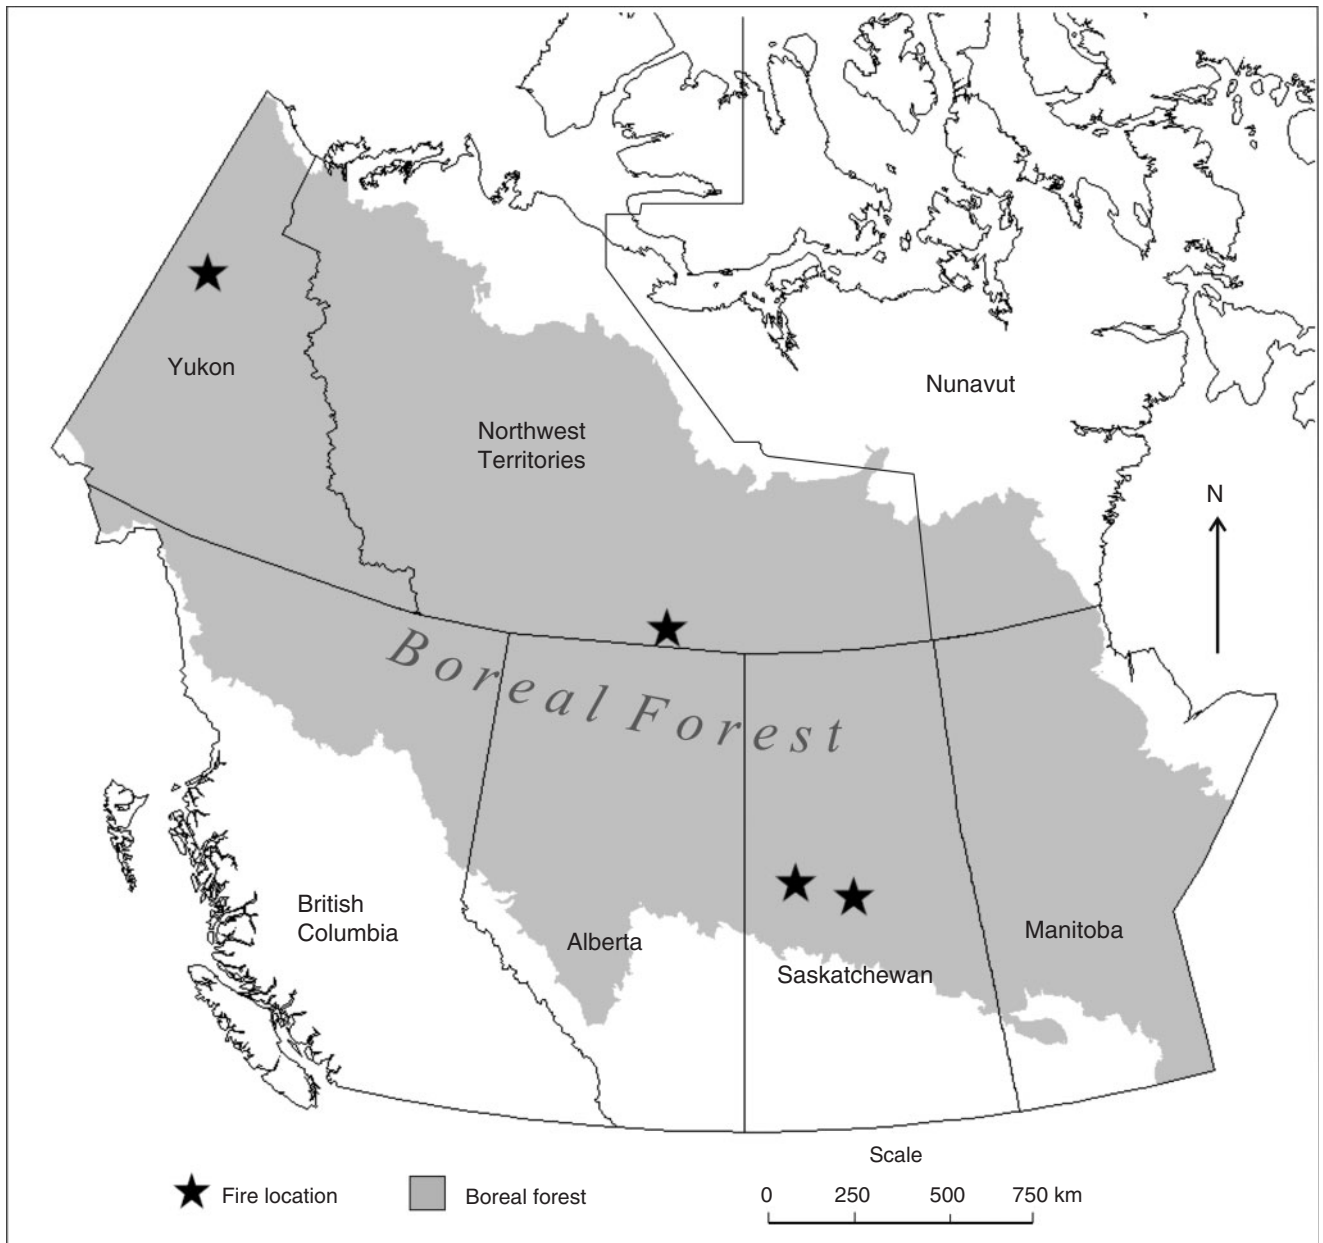 Yukon
Nunavut
Northwest
Territories
N
Boreal Forest
British
Columbia
Alberta
Manitoba
Saskatchewan
Scale
Fire location
Boreal forest
0 250 500 750 km